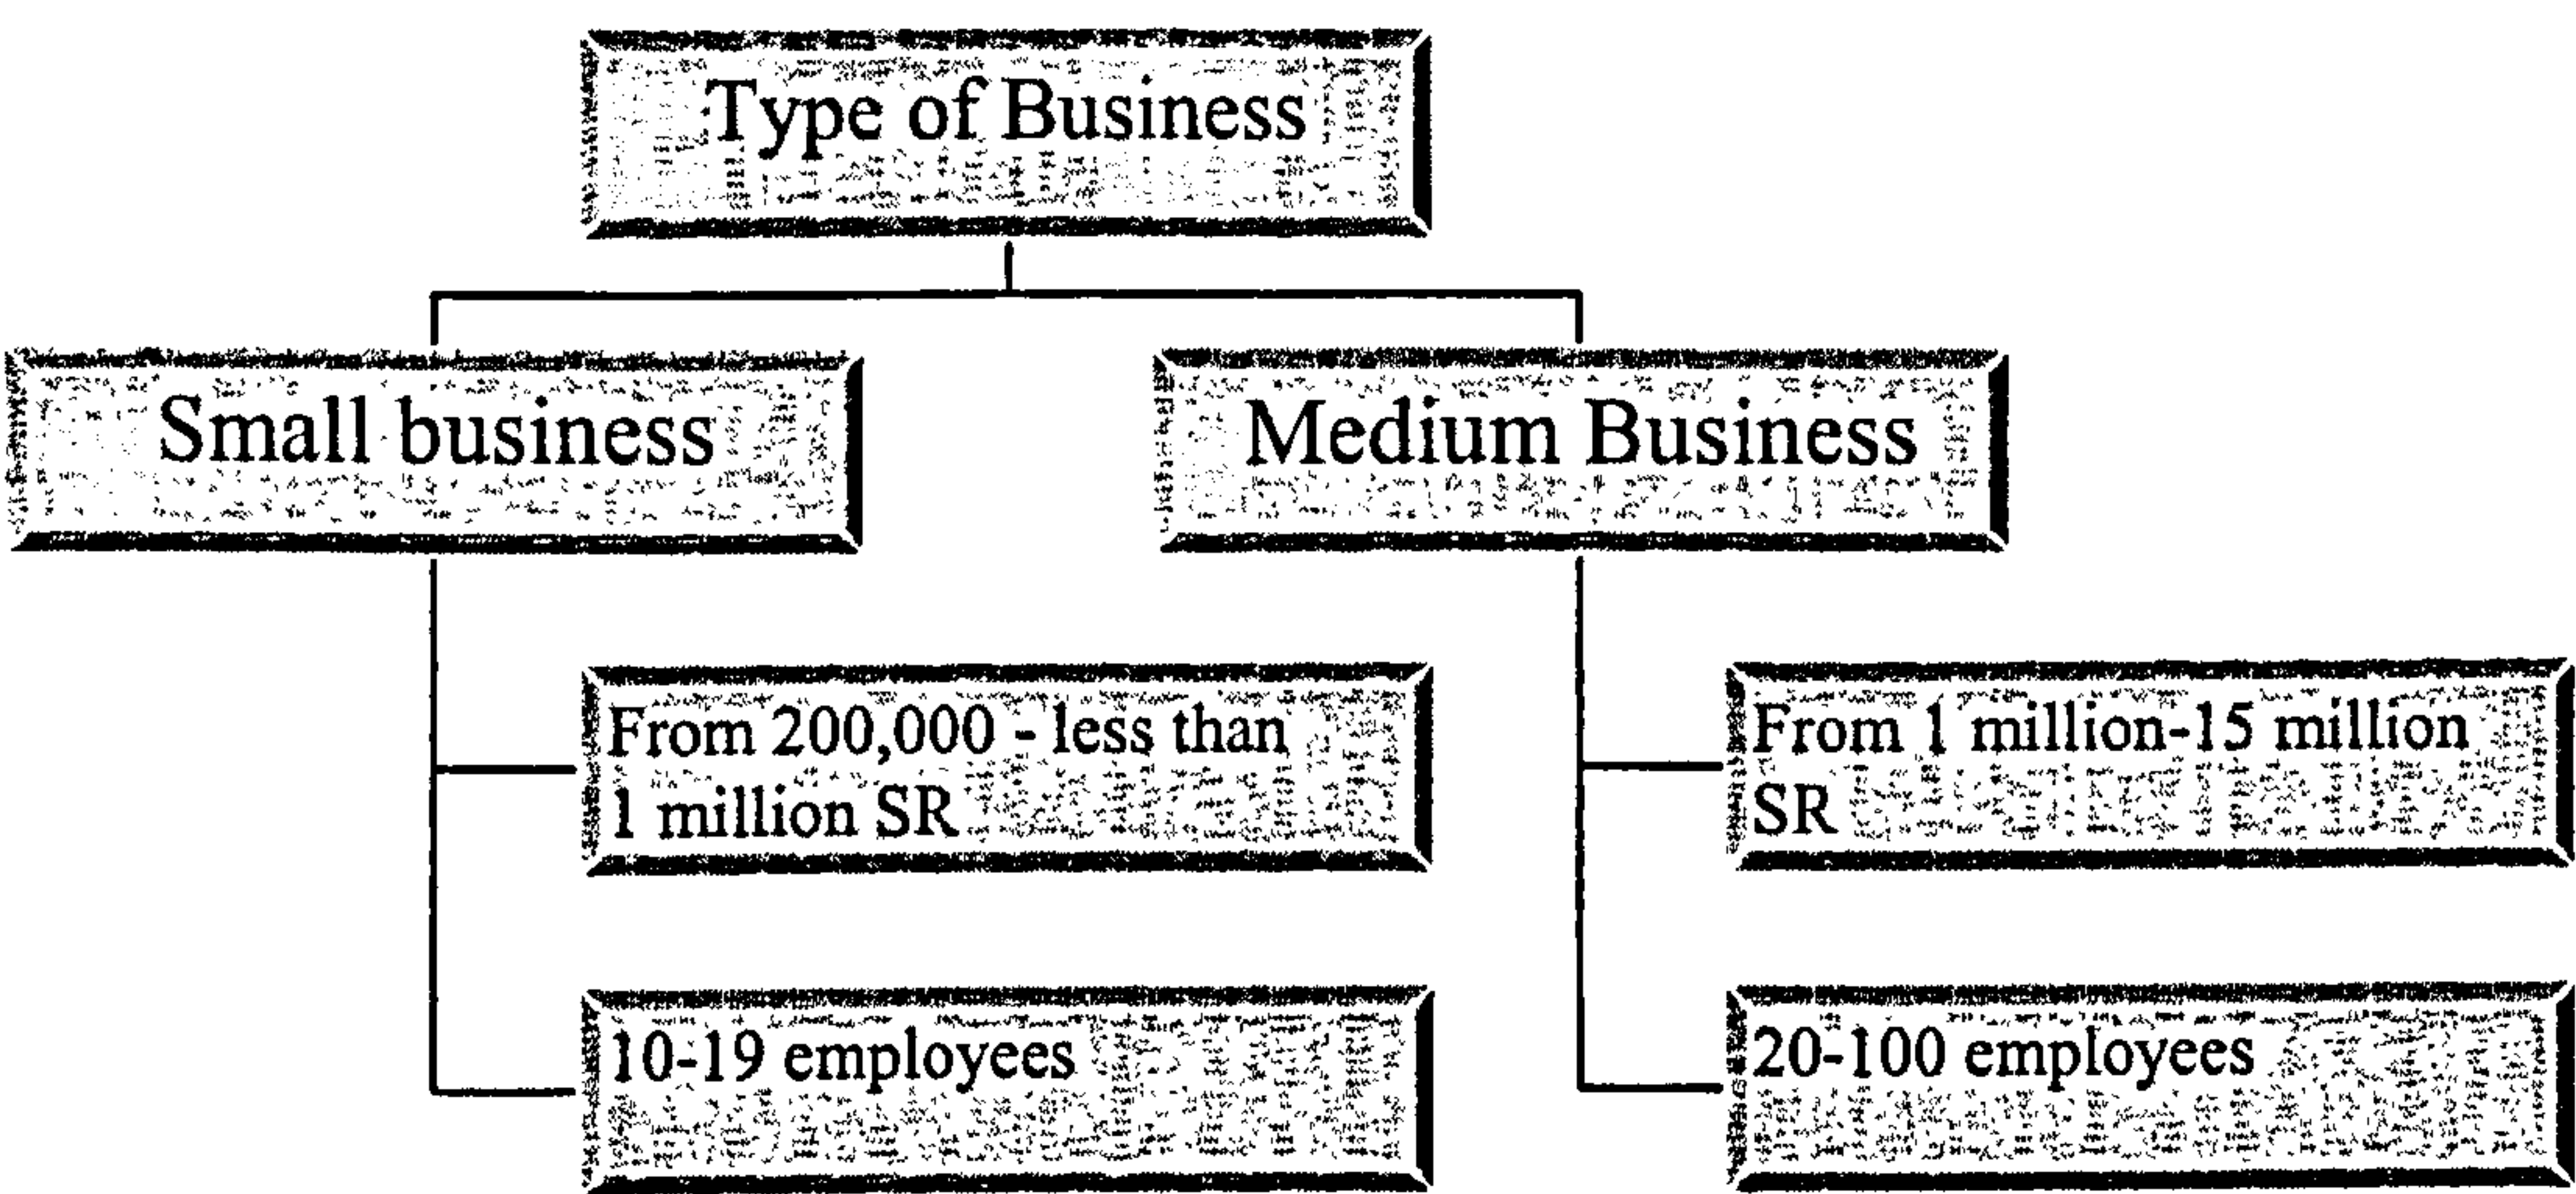 Type of Business
Small business
Medium Business
From 200,000 - less than
1 million SR
From 1 million-15 million
SR
10-19 employees
20-100 employees